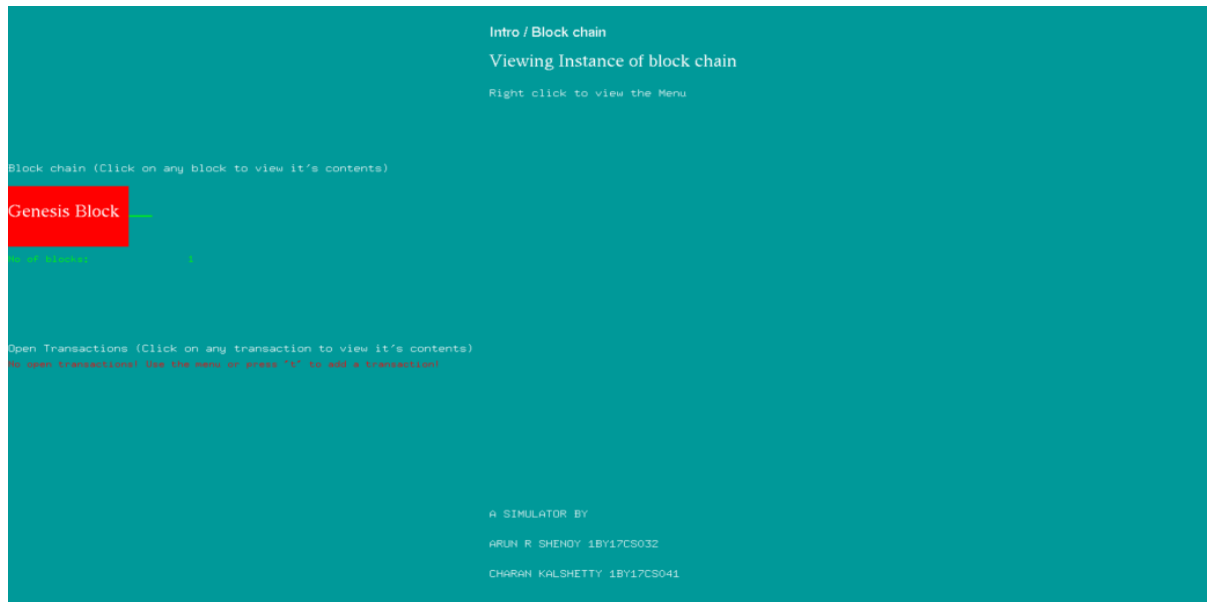 Intro / Block chain
Viewing Instance of block chain
Right click to view the Menu
Block chain (Click on any block to view it's contents)
Genesis Block
No of blocks: 1
Open Transactions (Click on any transaction to view it's contents)
No open transactions! Use the menu or press "t" to add a transaction!
A SIMULATOR BY
ARUN R SHENOY 1BY17CS032
CHARAN KALSHETTY 1BY17CS041